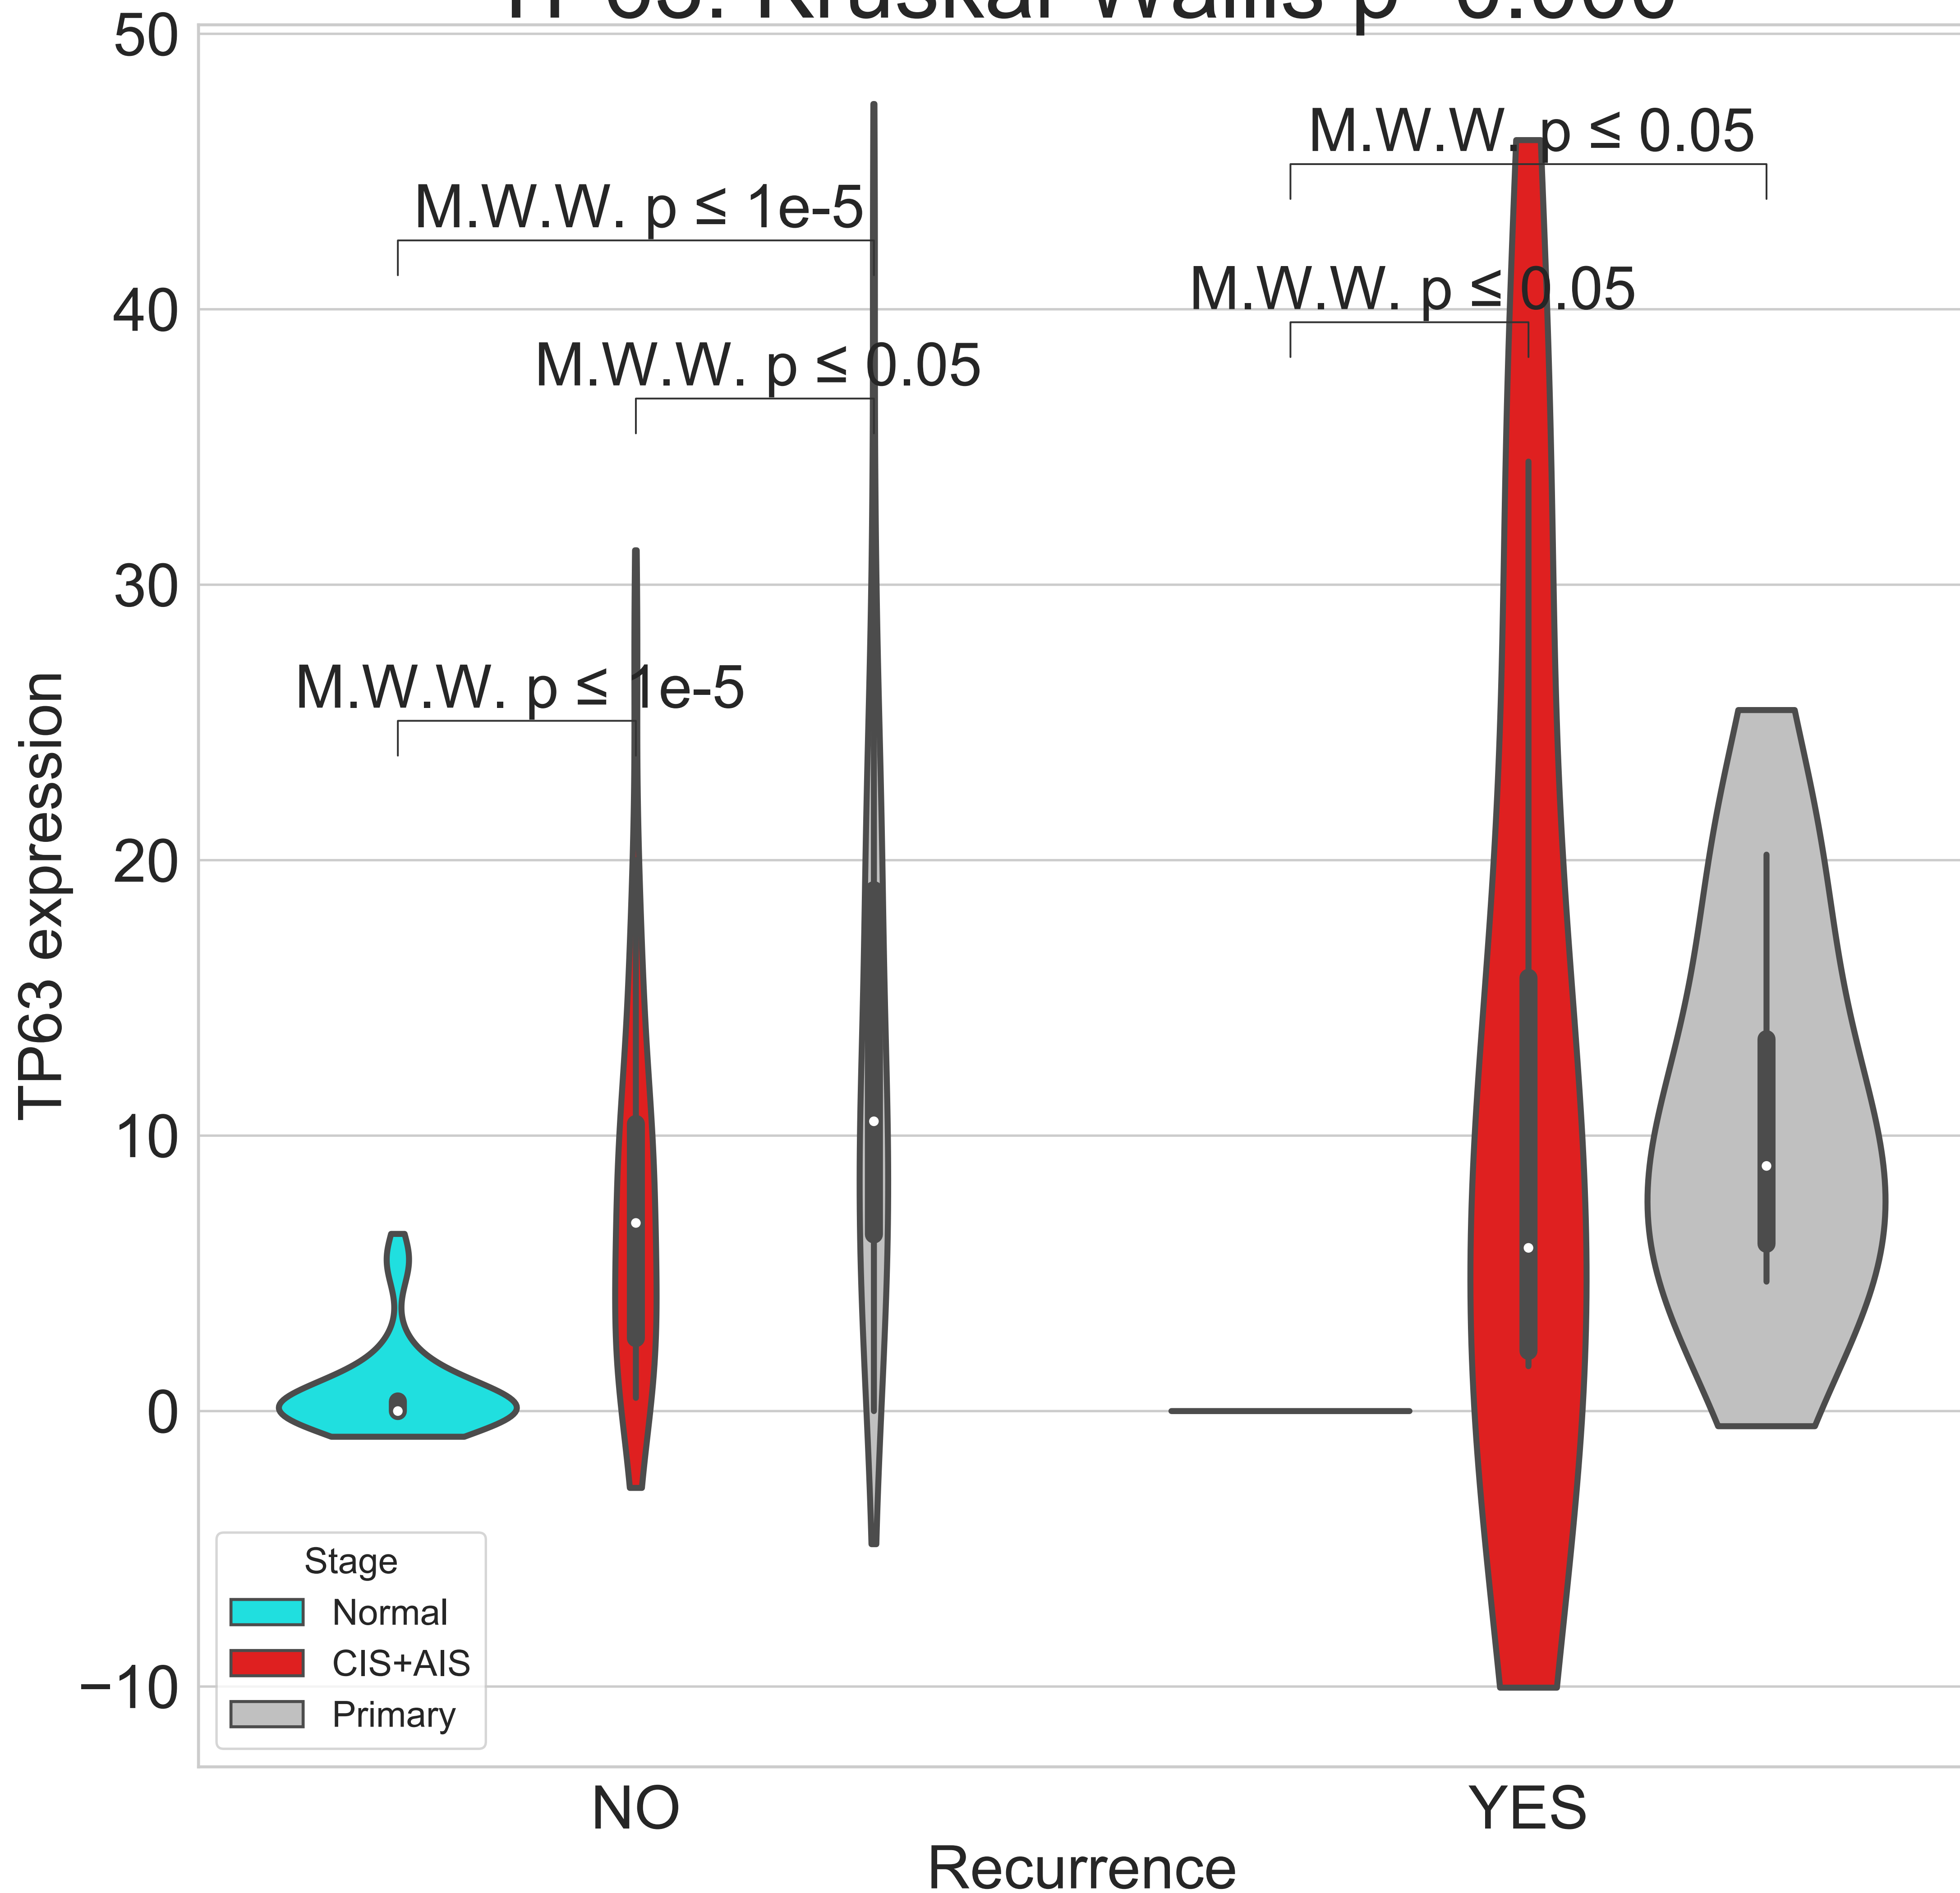 50
40
30
20
10
0
−10
TP63 expression
M.W.W. p ≤ 0.05
M.W.W. p ≤ 1e-5
M.W.W. p ≤ 0.05
M.W.W. p ≤ 0.05
M.W.W. p ≤ 1e-5
Stage
Normal
CIS+AIS
Primary
NO
YES
Recurrence